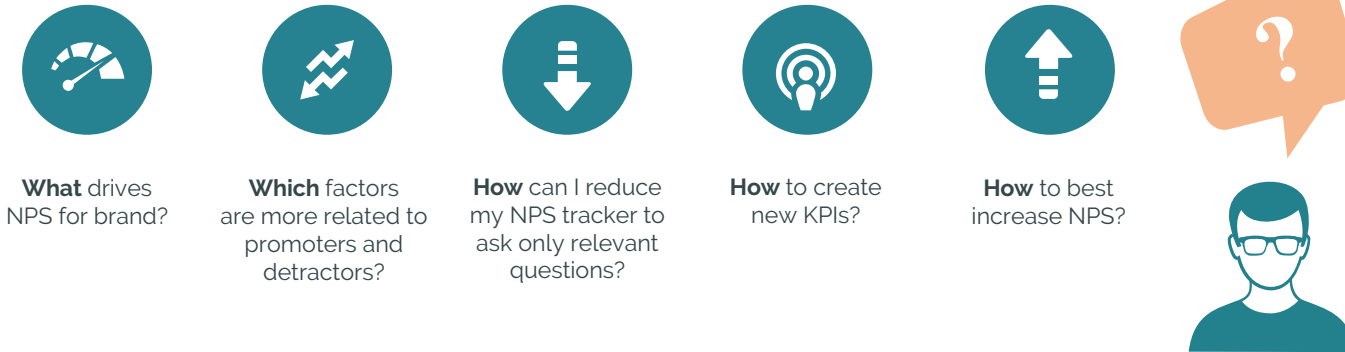 ?
What drives
NPS for brand?
Which factors
are more related to
promoters and
detractors?
How can I reduce
my NPS tracker to
ask only relevant
questions?
How to create
new KPIs?
How to best
increase NPS?